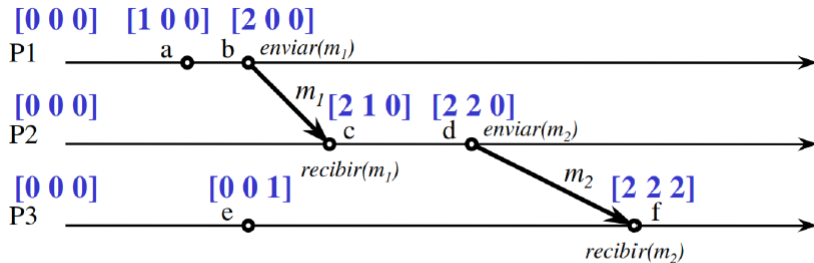 [0 0 0] [1 0 0] [2 0 0]
P1 a b enviar(m1)
[0 0 0] m1 [2 1 0] [2 2 0]
P2 c d enviar(m2)
recibir(m1)
[0 0 0] [0 0 1] m2 [2 2 2]
P3 e f
recibir(m2)